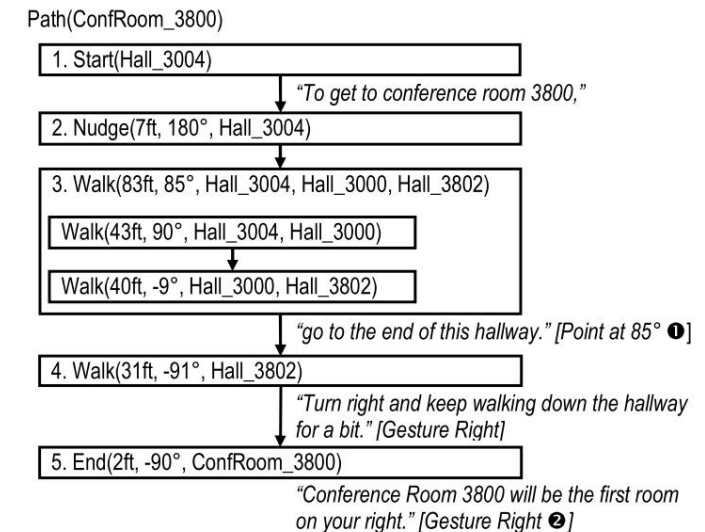 Path(ConfRoom_3800)
1. Start(Hall_3004)
“To get to conference room 3800,”
2. Nudge(7ft, 180°, Hall_3004)
3. Walk(83ft, 85°, Hall_3004, Hall_3000, Hall_3802)
Walk(43ft, 90°, Hall_3004, Hall_3000)
Walk(40ft, -9°, Hall_3000, Hall_3802)
“go to the end of this hallway.” [Point at 85° ❶]
4. Walk(31ft, -91°, Hall_3802)
“Turn right and keep walking down the hallway
for a bit.” [Gesture Right]
5. End(2ft, -90°, ConfRoom_3800)
“Conference Room 3800 will be the first room
on your right.” [Gesture Right ❷]